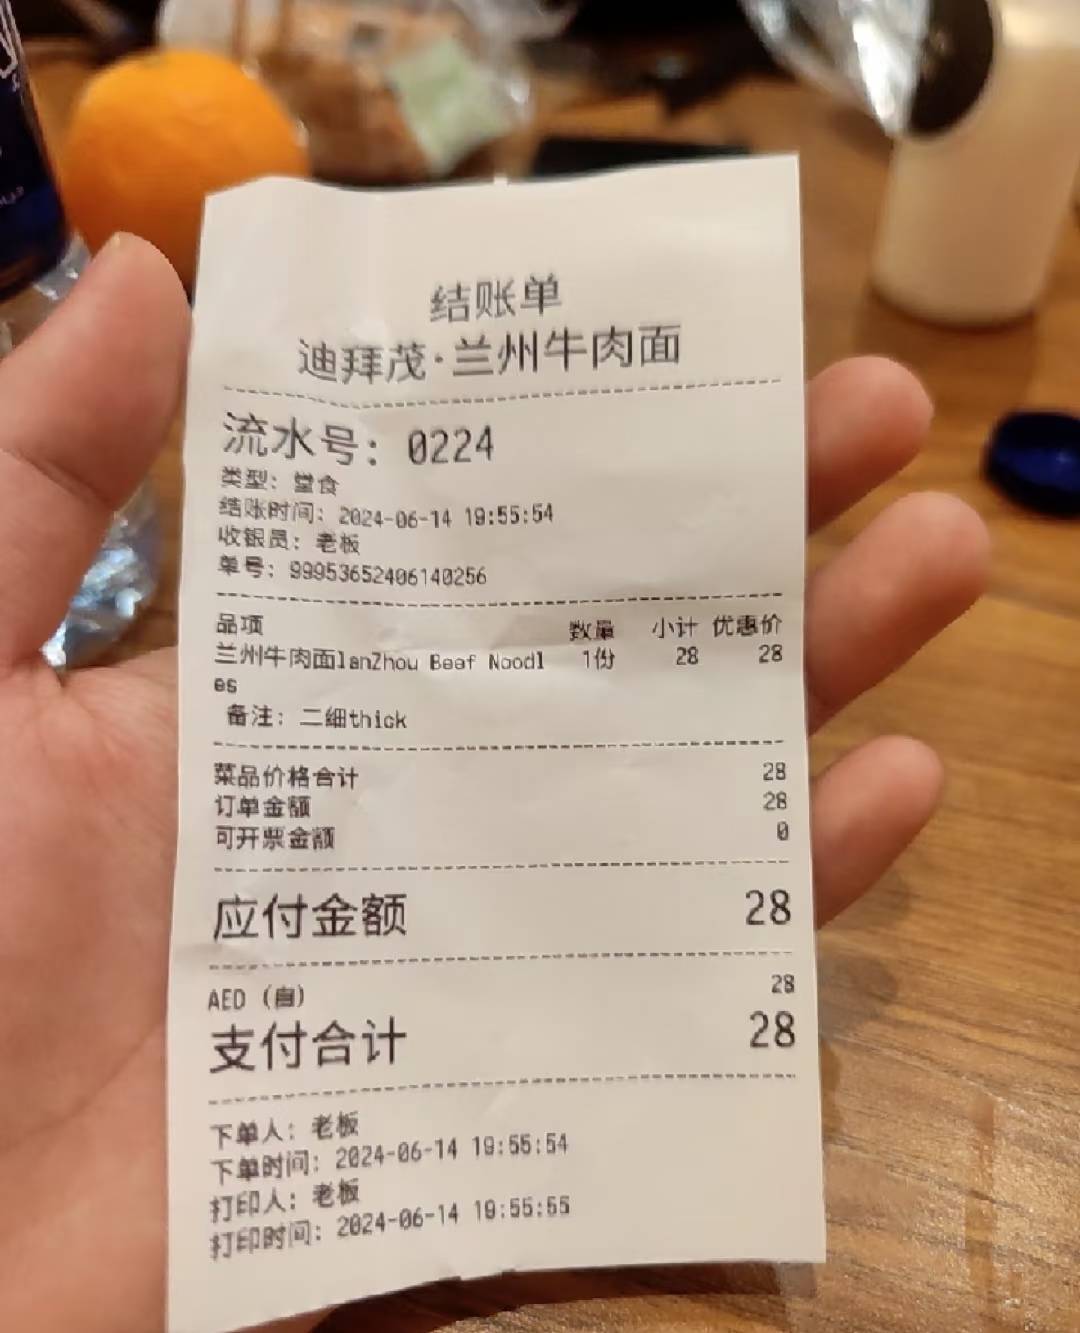 结账单
迪拜茂·兰州牛肉面
流水号: 0224
类型: 堂食
结账时间: 2024-06-14 19:55:54
收银员: 老板
单号: 99953652406140256
品项 数量 小计 优惠价
兰州牛肉面lanZhou Beef Noodl 1份 28 28
es
备注: 二细thick
菜品价格合计 28
订单金额 28
可开票金额 0
应付金额 28
AED (自) 28
支付合计 28
下单人: 老板
下单时间: 2024-06-14 19:55:54
打印人: 老板
打印时间: 2024-06-14 19:55:55